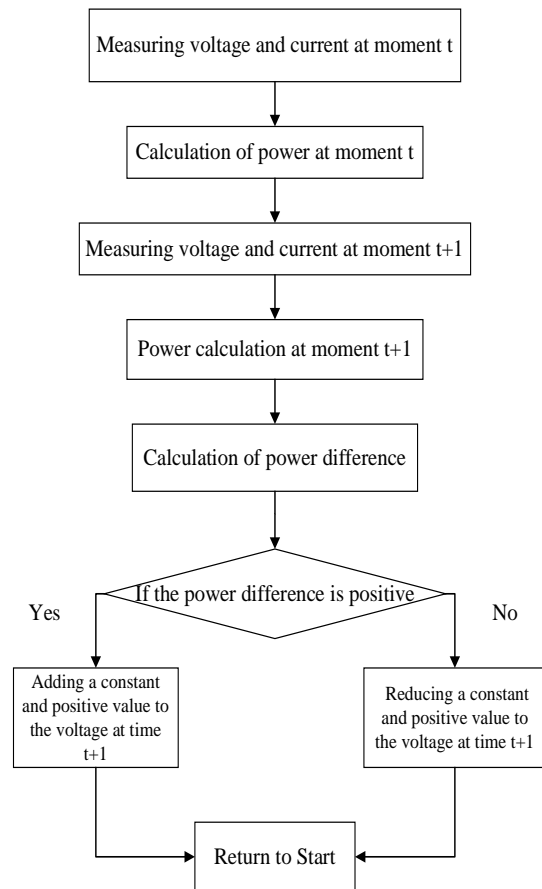 Measuring voltage and current at moment t
Calculation of power at moment t
Measuring voltage and current at moment t+1
Power calculation at moment t+1
Calculation of power difference
If the power difference is positive
Yes
No
Adding a constant
and positive value to
the voltage at time
t+1
Reducing a constant
and positive value to
the voltage at time t+1
Return to Start